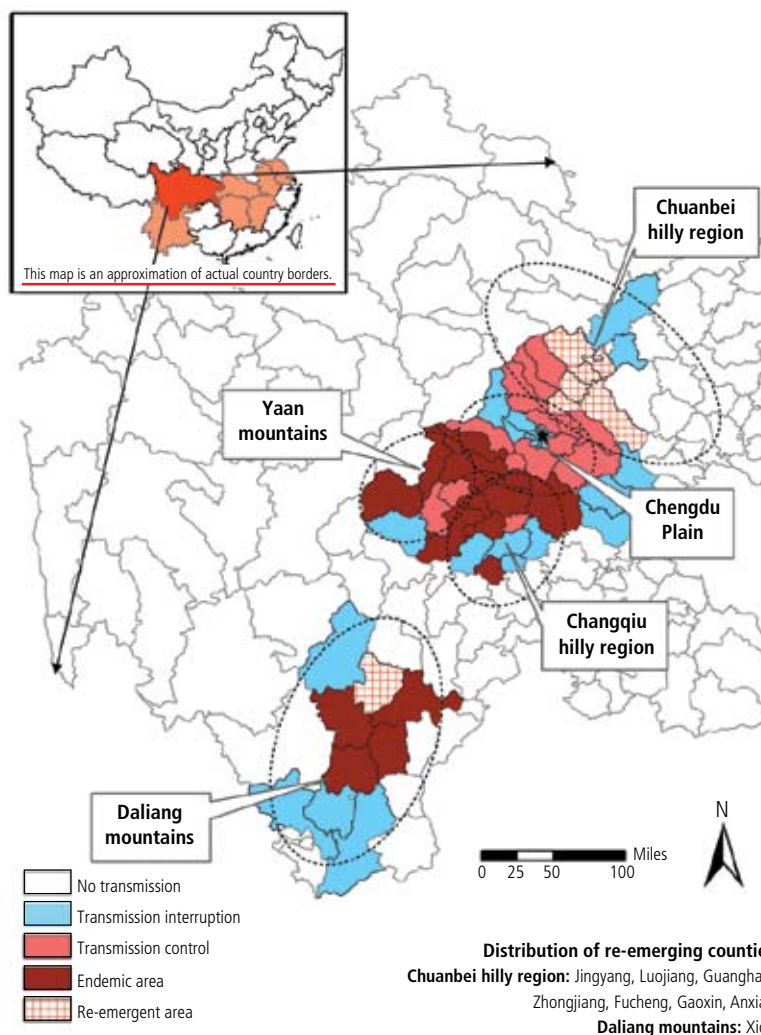 This map is an approximation of actual country borders.
Chuanbei
hilly region
Yaan
mountains
Chengdu
Plain
Changqiu
hilly region
Daliang
mountains
N
Miles
0 25 50 100
No transmission
Transmission interruption
Transmission control
Endemic area
Re-emergent area
Distribution of re-emerging countie
Chuanbei hilly region: Jingyang, Luojiang, Guangha
Zhongjiang, Fucheng, Gaoxin, Anxia
Daliang mountains: